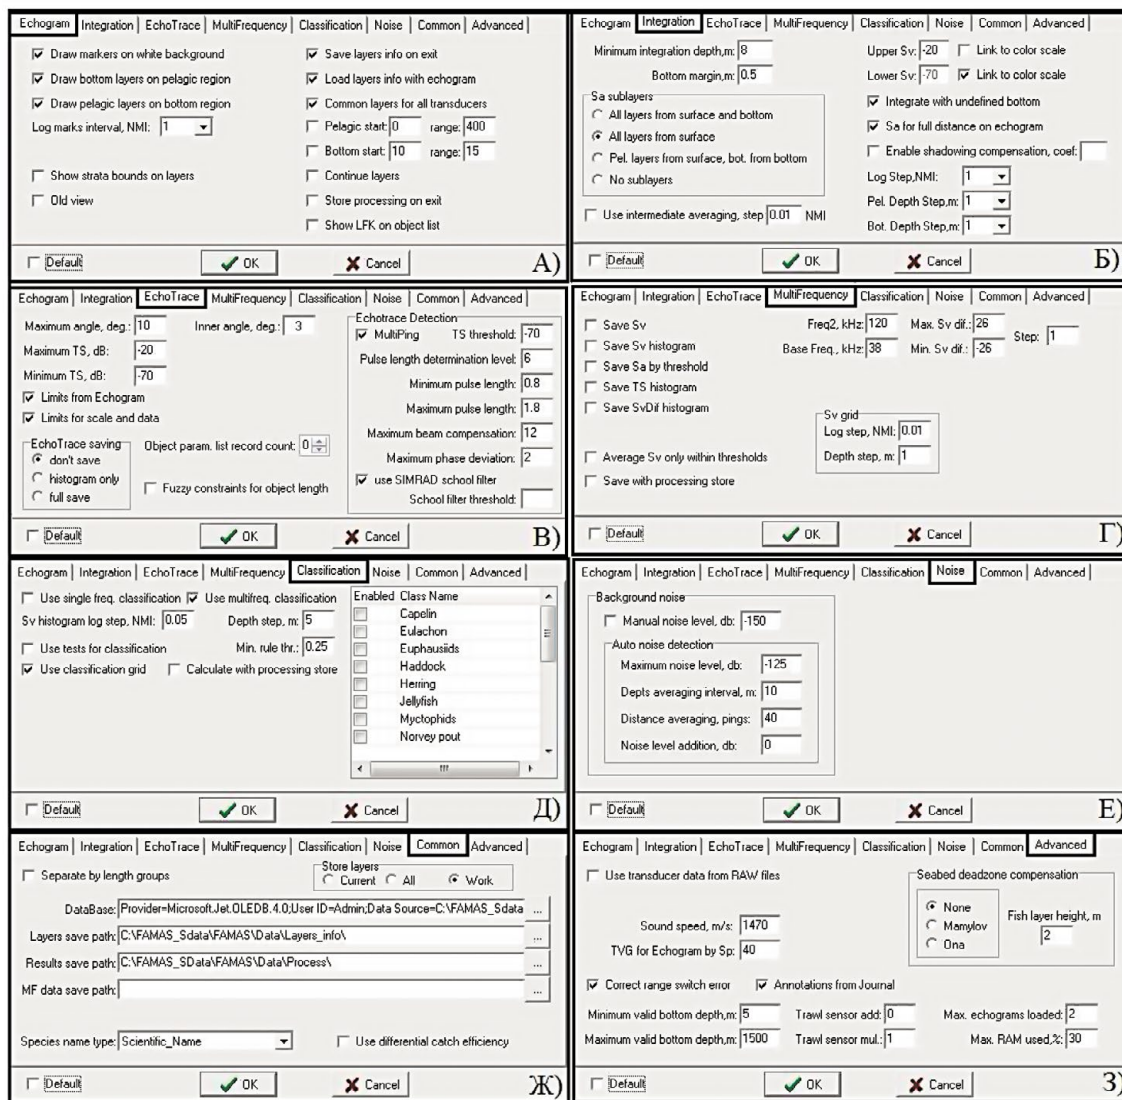 Echogram Integration EchoTrace MultiFrequency Classification Noise Common Advanced
Draw markers on white background Save layers info on exit
Draw bottom layers on pelagic region Load layers info with echogram
Draw pelagic layers on bottom region Common layers for all transducers
Log marks interval, NMI: 1 Pelagic start: 0 range: 400
Bottom start: 10 range: 15
Show strata bounds on layers Continue layers
Old view Store processing on exit
Show LFK on object list
Default OK Cancel А)
Echogram Integration EchoTrace MultiFrequency Classification Noise Common Advanced
Minimum integration depth,m: 8 Upper Sv: -20 Link to color scale
Bottom margin,m: 0.5 Lower Sv: -70 Link to color scale
Sa sublayers Integrate with undefined bottom
All layers from surface and bottom Sa for full distance on echogram
All layers from surface Enable shadowing compensation, coef:
Pel. layers from surface, bot. from bottom Log Step,NMI: 1
No sublayers Pel. Depth Step,m: 1
Use intermediate averaging, step 0.01 NMI Bot. Depth Step,m: 1
Default OK Cancel Б)
Echogram Integration EchoTrace MultiFrequency Classification Noise Common Advanced
Maximum angle, deg.: 10 Inner angle, deg.: 3 Echotrace Detection
Maximum TS, dB: -20 MultiPing TS threshold: -70
Minimum TS, dB: -70 Pulse length determination level: 6
Limits from Echogram Minimum pulse length: 0.8
Limits for scale and data Maximum pulse length: 1.8
EchoTrace saving Object param. list record count: 0 Maximum beam compensation: 12
don't save Maximum phase deviation: 2
histogram only Fuzzy constraints for object length use SIMRAD school filter
full save School filter threshold:
Default OK Cancel В)
Echogram Integration EchoTrace MultiFrequency Classification Noise Common Advanced
Save Sv Freq2, kHz: 120 Max. Sv dif.: 26 Step: 1
Save Sv histogram Base Freq., kHz: 38 Min. Sv dif.: -26
Save Sa by threshold
Save TS histogram
Save SvDif histogram Sv grid
Log step, NMI: 0.01
Average Sv only within thresholds Depth step, m: 1
Save with processing store
Default OK Cancel Г)
Echogram Integration EchoTrace MultiFrequency Classification Noise Common Advanced
Use single freq. classification Use multifreq. classification Enabled Class Name
Sv histogram log step, NMI: 0.05 Depth step, m: 5 Capelin
Use tests for classification Min. rule thr.: 0.25 Eulachon
Use classification grid Calculate with processing store Euphausiids
Haddock
Herring
Jellyfish
Myctophids
Norvey pout
Default OK Cancel Д)
Echogram Integration EchoTrace MultiFrequency Classification Noise Common Advanced
Background noise
Manual noise level, db: -150
Auto noise detection
Maximum noise level, db: -125
Depts averaging interval, m: 10
Distance averaging, pings: 40
Noise level addition, db: 0
Default OK Cancel Е)
Echogram Integration EchoTrace MultiFrequency Classification Noise Common Advanced
Separate by length groups Store layers
Current All Work
DataBase: Provider=Microsoft.Jet.OLEDB.4.0;User ID=Admin;Data Source=C:\FAMAS_Sdata ...
Layers save path: C:\FAMAS_Sdata\FAMAS\Data\Layers_info\ ...
Results save path: C:\FAMAS_SData\FAMAS\Data\Process\ ...
MF data save path: ...
Species name type: Scientific_Name Use differential catch efficiency
Default OK Cancel Ж)
Echogram Integration EchoTrace MultiFrequency Classification Noise Common Advanced
Use transducer data from RAW files Seabed deadzone compensation
None Fish layer height, m
Sound speed, m/s: 1470 Mamylov 2
TVG for Echogram by Sp: 40 Ona
Correct range switch error Annotations from Journal
Minimum valid bottom depth,m: 5 Trawl sensor add: 0 Max. echograms loaded: 2
Maximum valid bottom depth,m: 1500 Trawl sensor mul.: 1 Max. RAM used,%: 30
Default OK Cancel З)